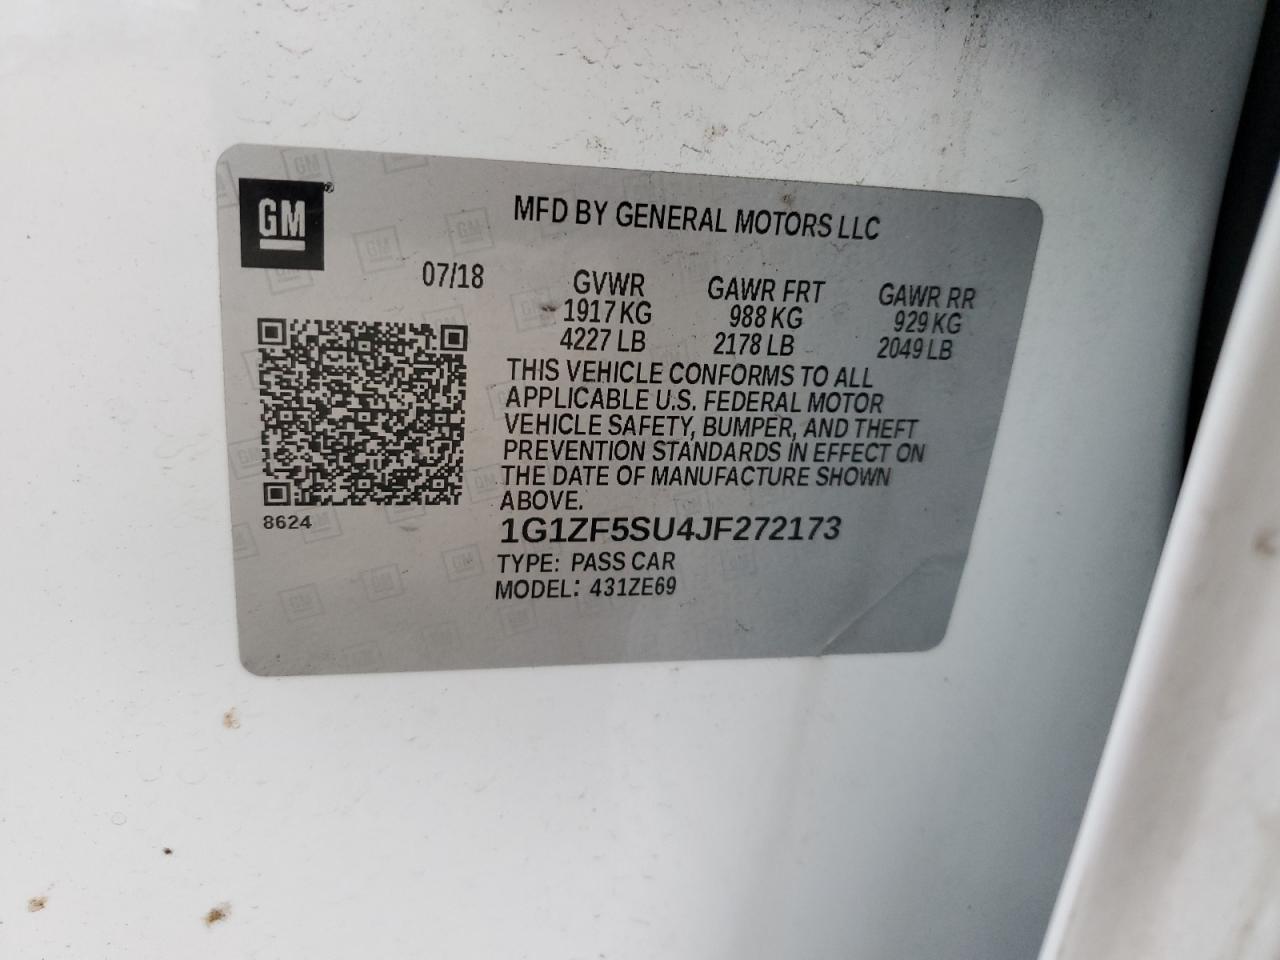 GM®
MFD BY GENERAL MOTORS LLC
07/18
GVWR GAWR FRT GAWR RR
1917 KG 988 KG 929 KG
4227 LB 2178 LB 2049 LB
THIS VEHICLE CONFORMS TO ALL
APPLICABLE U.S. FEDERAL MOTOR
VEHICLE SAFETY, BUMPER, AND THEFT
PREVENTION STANDARDS IN EFFECT ON
THE DATE OF MANUFACTURE SHOWN
ABOVE.
8624
1G1ZF5SU4JF272173
TYPE: PASS CAR
MODEL: 431ZE69